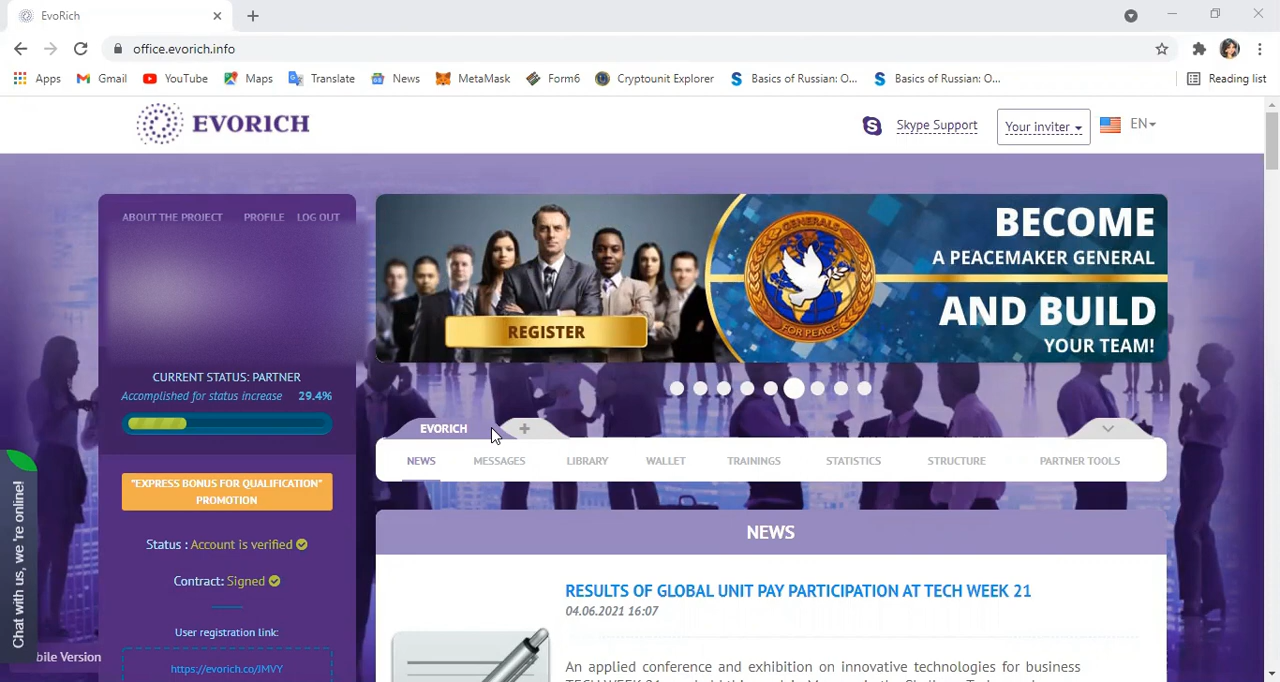 EvoRich
office.evorich.info
Apps Gmail YouTube Maps Translate News MetaMask Form6 Cryptounit Explorer Basics of Russian: O... Basics of Russian: O... Reading list
EVORICH
Skype Support
Your inviter
EN
ABOUT THE PROJECT PROFILE LOG OUT
CURRENT STATUS: PARTNER
Accomplished for status increase 29.4%
"EXPRESS BONUS FOR QUALIFICATION"
PROMOTION
Status : Account is verified
Contract: Signed
User registration link:
https://evorich.co/JMVY
Chat with us, we're online!
bile Version
REGISTER
GENERALS
FOR PEACE
BECOME
A PEACEMAKER GENERAL
AND BUILD
YOUR TEAM!
EVORICH +
NEWS MESSAGES LIBRARY WALLET TRAININGS STATISTICS STRUCTURE PARTNER TOOLS
NEWS
RESULTS OF GLOBAL UNIT PAY PARTICIPATION AT TECH WEEK 21
04.06.2021 16:07
An applied conference and exhibition on innovative technologies for business